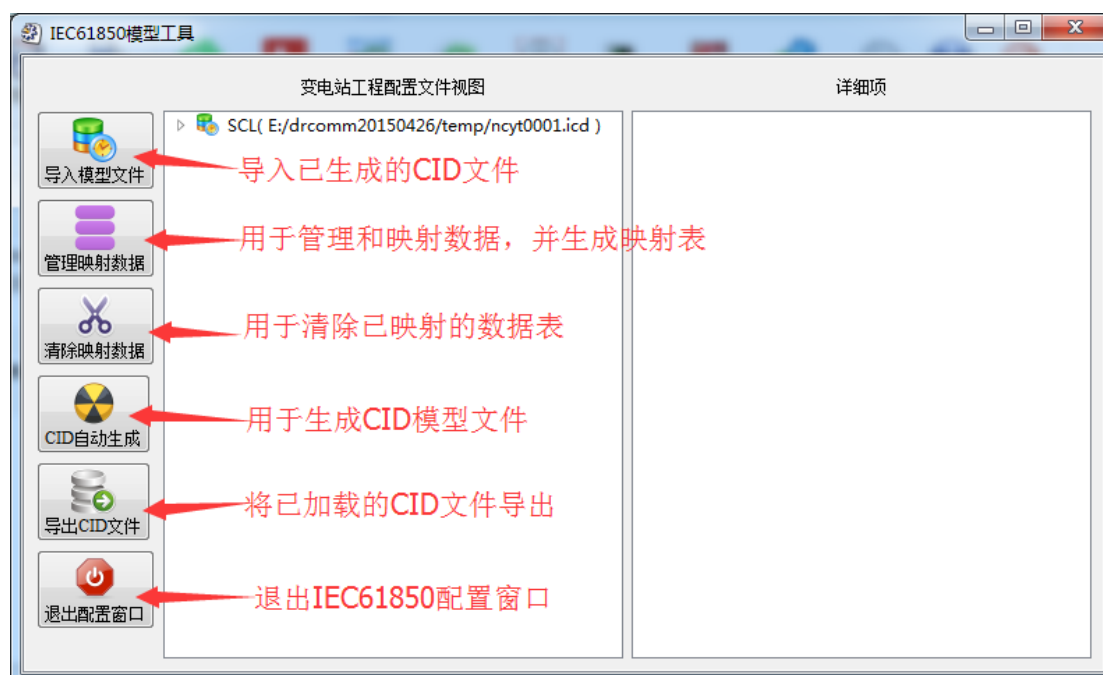 IEC61850模型工具
变电站工程配置文件视图
详细项
SCL( E:/drcomm20150426/temp/ncyt0001.icd )
导入模型文件
导入已生成的CID文件
管理映射数据
用于管理和映射数据，并生成映射表
清除映射数据
用于清除已映射的数据表
CID自动生成
用于生成CID模型文件
导出CID文件
将已加载的CID文件导出
退出配置窗口
退出IEC61850配置窗口